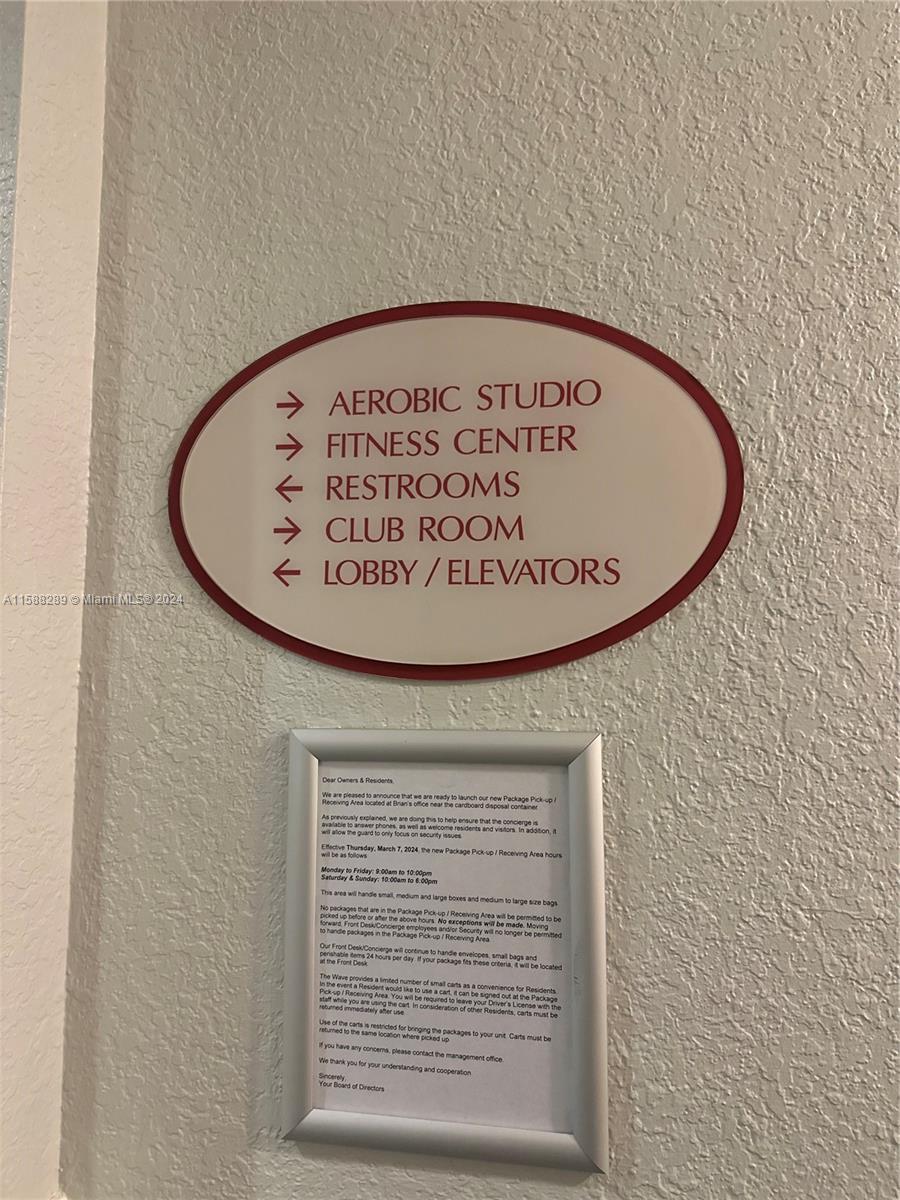 → AEROBIC STUDIO
→ FITNESS CENTER
← RESTROOMS
→ CLUB ROOM
← LOBBY / ELEVATORS
A11588289 © Miami MLS® 2024
Dear Owners & Residents,
We are pleased to announce that we are ready to launch our new Package Pick-up /
Receiving Area located at Brian's office near the cardboard disposal container.
As previously explained, we are doing this to help ensure that the concierge is
available to answer phones, as well as welcome residents and visitors. In addition, it
will allow the guard to only focus on security issues.
Effective Thursday, March 7, 2024, the new Package Pick-up / Receiving Area hours
will be as follows
Monday to Friday: 9:00am to 10:00pm
Saturday & Sunday: 10:00am to 6:00pm
This area will handle small, medium and large boxes and medium to large size bags.
No packages that are in the Package Pick-up / Receiving Area will be permitted to be
picked up before or after the above hours. No exceptions will be made. Moving
forward, Front Desk/Concierge employees and/or Security will no longer be permitted
to handle packages in the Package Pick-up / Receiving Area.
Our Front Desk/Concierge will continue to handle envelopes, small bags and
perishable items 24 hours per day. If your package fits these criteria, it will be located
at the Front Desk.
The Wave provides a limited number of small carts as a convenience for Residents.
In the event a Resident would like to use a cart, it can be signed out at the Package
Pick-up / Receiving Area. You will be required to leave your Driver's License with the
staff while you are using the cart. In consideration of other Residents, carts must be
returned immediately after use.
Use of the carts is restricted for bringing the packages to your unit. Carts must be
returned to the same location where picked up.
If you have any concerns, please contact the management office.
We thank you for your understanding and cooperation.
Sincerely,
Your Board of Directors